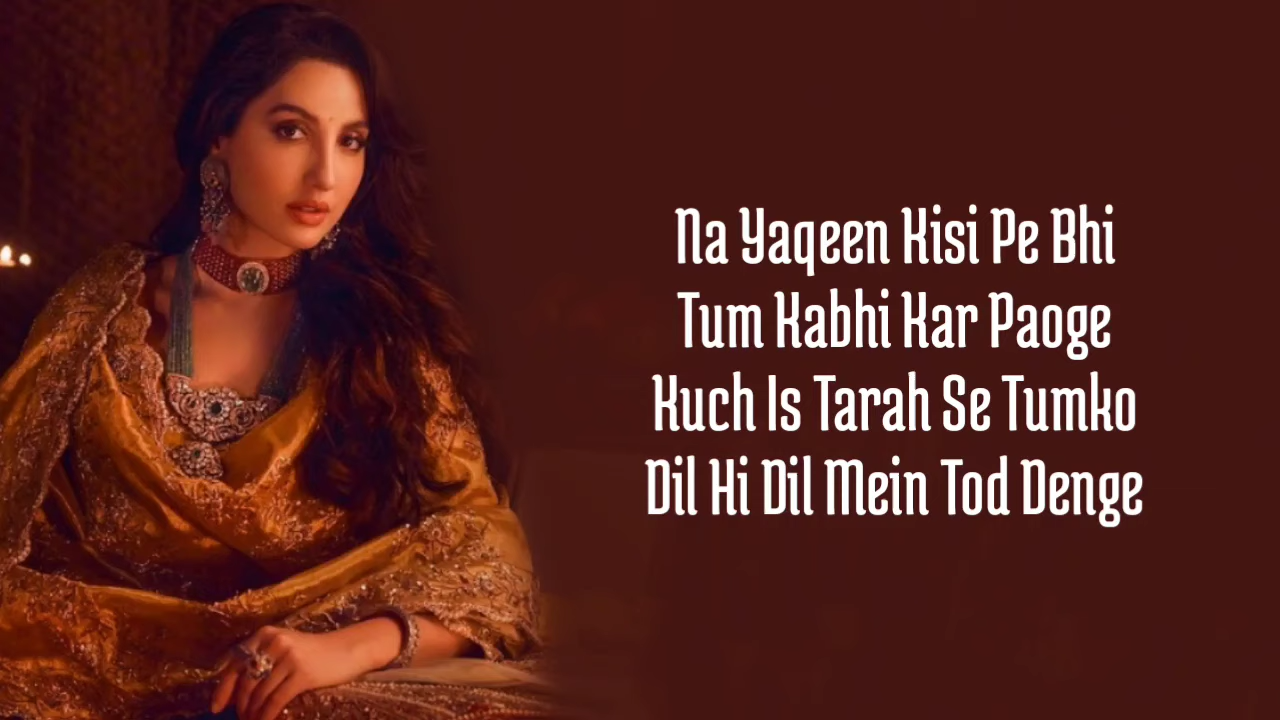 Na Yaqeen Kisi Pe Bhi
Tum Kabhi Kar Paoge
Kuch Is Tarah Se Tumko
Dil Hi Dil Mein Tod Denge